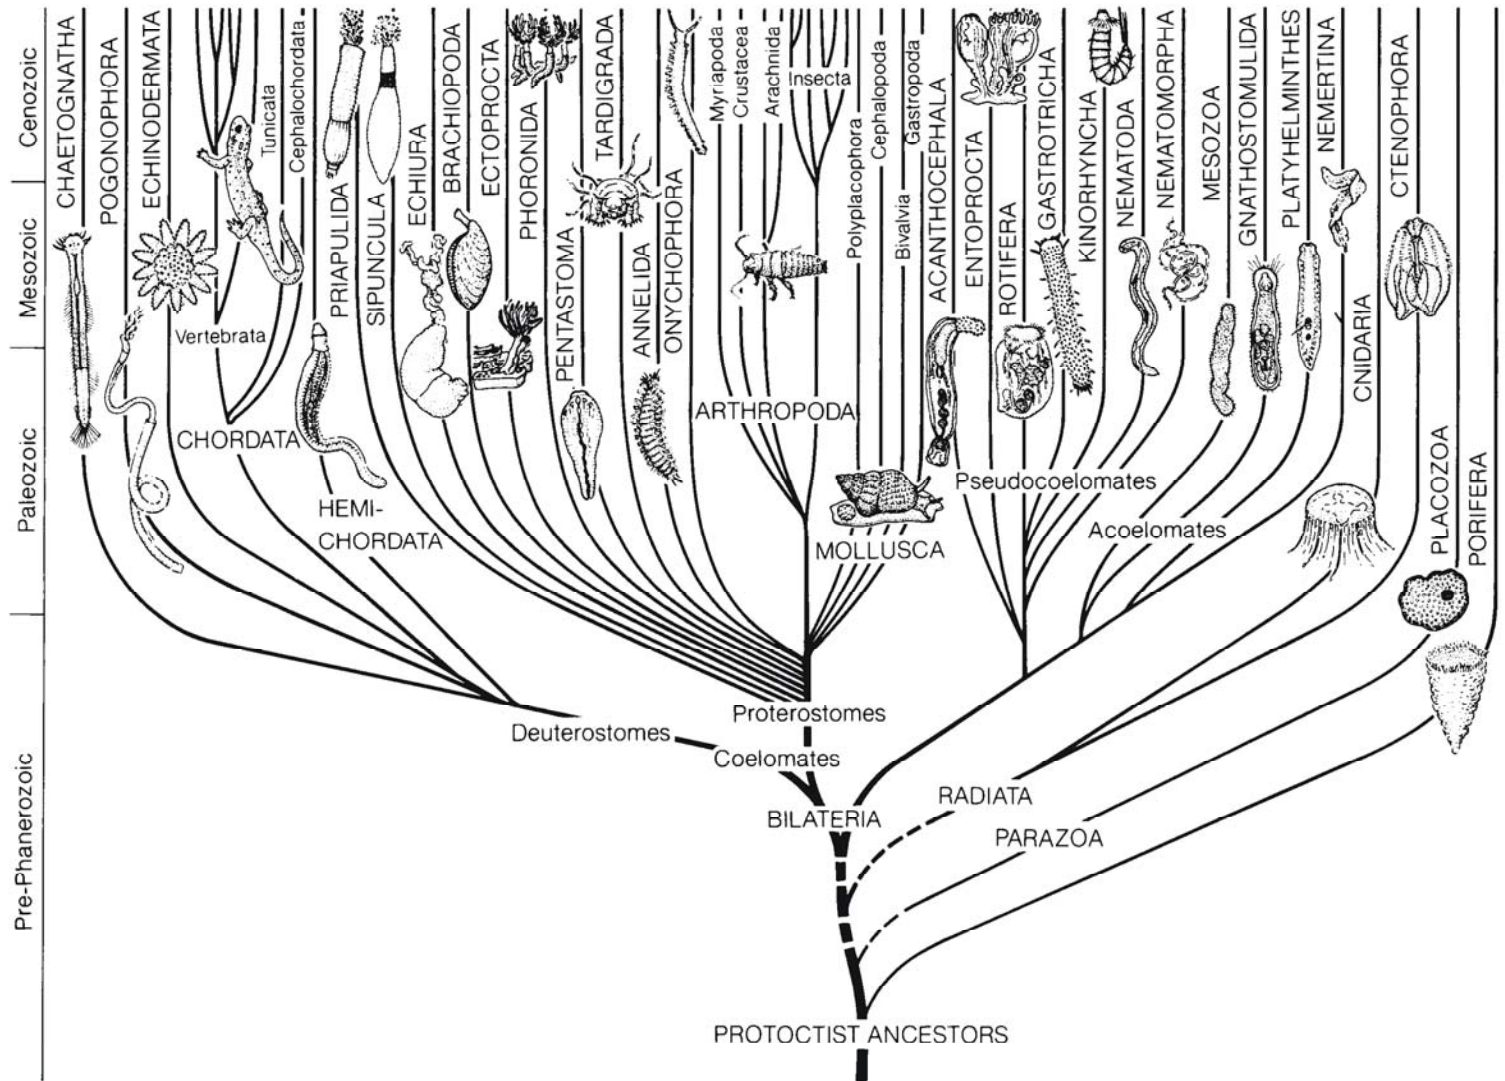 Cenozoic
Mesozoic
Paleozoic
Pre-Phanerozoic
CHAETOGNATHA
POGONOPHORA
ECHINODERMATA
Vertebrata
Tunicata
Cephalochordata
CHORDATA
HEMI-
CHORDATA
PRIAPULIDA
SIPUNCULA
ECHIURA
BRACHIOPODA
ECTOPROCTA
PHORONIDA
PENTASTOMA
TARDIGRADA
ANNELIDA
ONYCHOPHORA
Myriapoda
Crustacea
Arachnida
Insecta
ARTHROPODA
Polyplacophora
Cephalopoda
Bivalvia
Gastropoda
MOLLUSCA
ACANTHOCEPHALA
ENTOPROCTA
ROTIFERA
GASTROTRICHA
KINORHYNCHA
NEMATODA
NEMATOMORPHA
Pseudocoelomates
MESOZOA
GNATHOSTOMULIDA
PLATYHELMINTHES
NEMERTINA
Acoelomates
CNIDARIA
CTENOPHORA
PLACOZOA
PORIFERA
Deuterostomes
Proterostomes
Coelomates
BILATERIA
RADIATA
PARAZOA
PROTOCTIST ANCESTORS